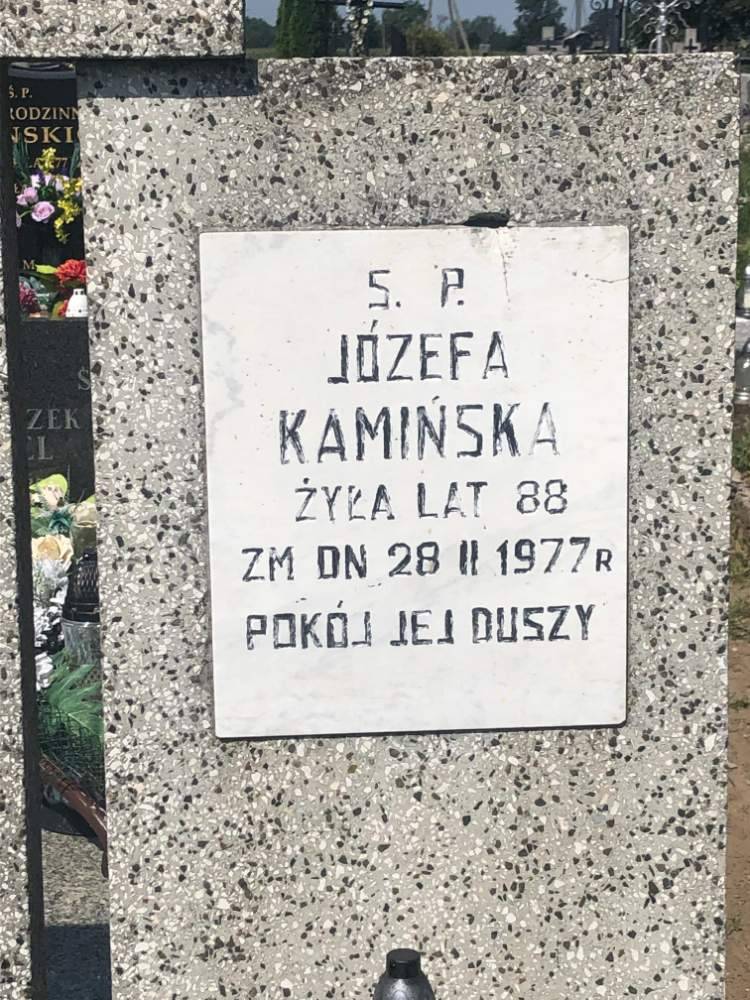 S. P.
JÓZEFA
KAMIŃSKA
ŻYŁA LAT 88
ZM DN 28 II 1977 R
POKÓJ JEJ DUSZY
Ś. P.